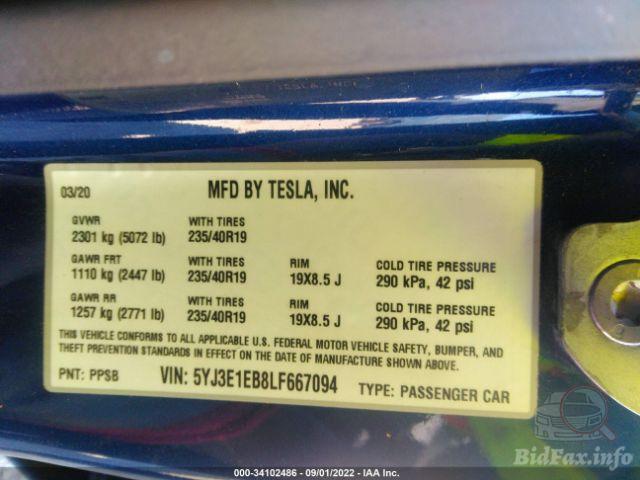 TESLA, INC.
03/20 MFD BY TESLA, INC.
GVWR WITH TIRES
2301 kg (5072 lb) 235/40R19
GAWR FRT WITH TIRES RIM COLD TIRE PRESSURE
1110 kg (2447 lb) 235/40R19 19X8.5 J 290 kPa, 42 psi
GAWR RR WITH TIRES RIM COLD TIRE PRESSURE
1257 kg (2771 lb) 235/40R19 19X8.5 J 290 kPa, 42 psi
THIS VEHICLE CONFORMS TO ALL APPLICABLE U.S. FEDERAL MOTOR VEHICLE SAFETY, BUMPER, AND
THEFT PREVENTION STANDARDS IN EFFECT ON THE DATE OF MANUFACTURE SHOWN ABOVE.
PNT: PPSB VIN: 5YJ3E1EB8LF667094 TYPE: PASSENGER CAR
BidFax.info
000-34102486 - 09/01/2022 - IAA Inc.